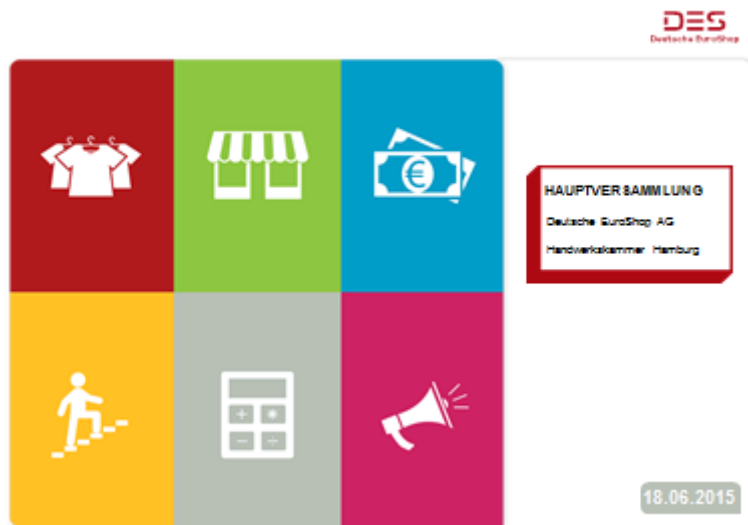 DES
Deutsche EuroShop
HAUPTVERSAMMLUNG
Deutsche EuroShop AG
Handwerkskammer Hamburg
18.06.2015